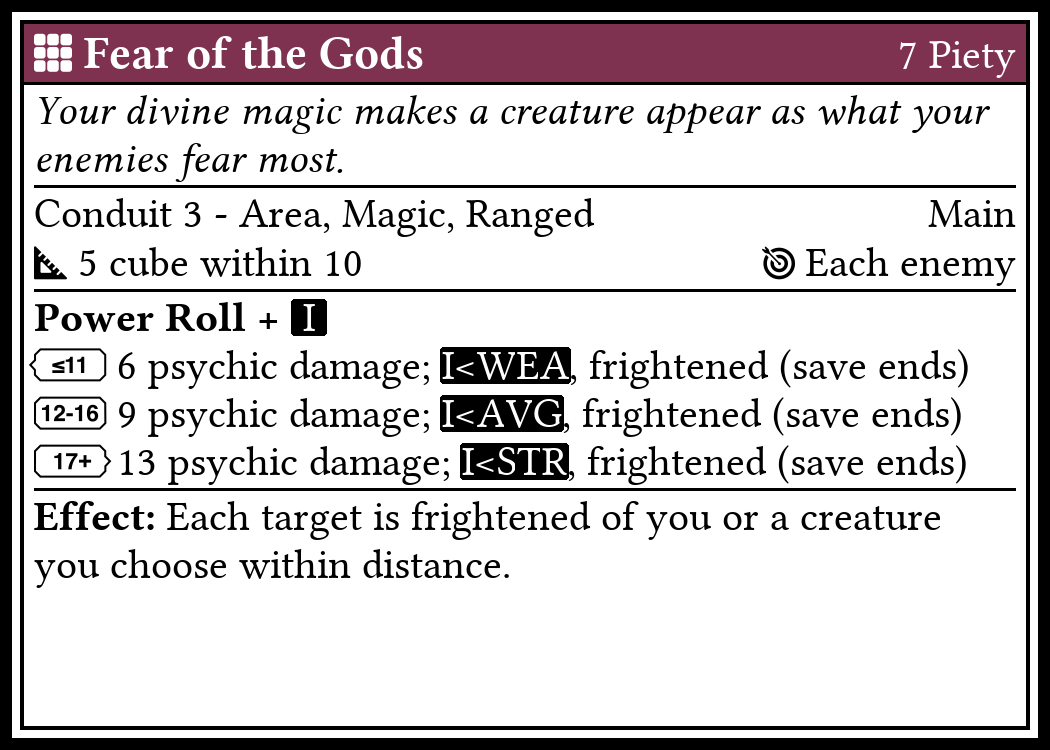 Fear of the Gods 7 Piety
Your divine magic makes a creature appear as what your
enemies fear most.
Conduit 3 - Area, Magic, Ranged Main
5 cube within 10 Each enemy
Power Roll + I
≤11 6 psychic damage; I<WEA, frightened (save ends)
12-16 9 psychic damage; I<AVG, frightened (save ends)
17+ 13 psychic damage; I<STR, frightened (save ends)
Effect: Each target is frightened of you or a creature
you choose within distance.